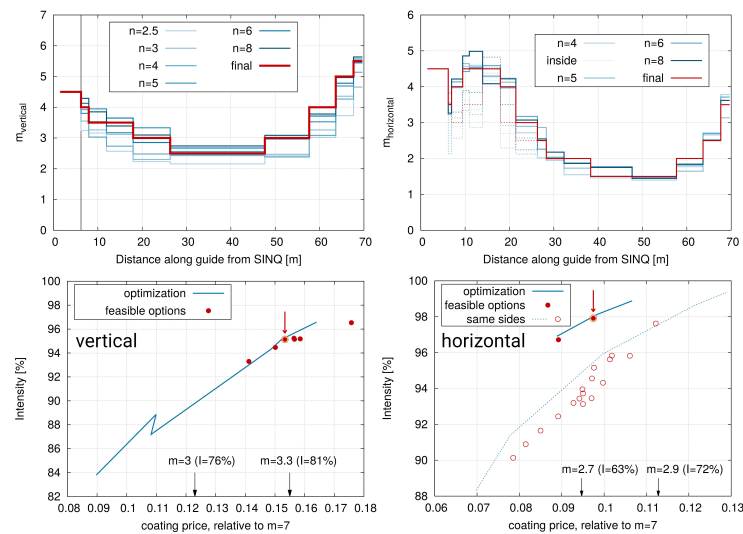 7
6
5
4
3
2
1
0
m_vertical
n=2.5
n=3
n=4
n=5
n=6
n=8
final
0 10 20 30 40 50 60 70
Distance along guide from SINQ [m]
6
5
4
3
2
1
0
m_horizontal
n=4
inside
n=5
n=6
n=8
final
0 10 20 30 40 50 60 70
Distance along guide from SINQ [m]
100
98
96
94
92
90
88
86
84
82
Intensity [%]
optimization
feasible options
vertical
m=3 (I=76%)
m=3.3 (I=81%)
0.08 0.09 0.1 0.11 0.12 0.13 0.14 0.15 0.16 0.17 0.18
coating price, relative to m=7
100
98
96
94
92
90
88
Intensity [%]
optimization
feasible options
same sides
horizontal
m=2.7 (I=63%)
m=2.9 (I=72%)
0.06 0.07 0.08 0.09 0.1 0.11 0.12 0.13
coating price, relative to m=7